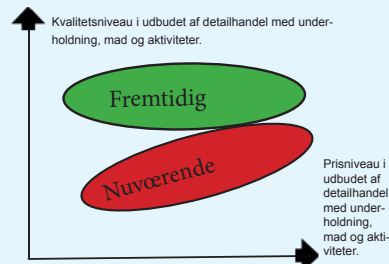 Kvalitetsniveau i udbudet af detailhandel med under-
holdning, mad og aktiviteter.
Fremtidig
Nuværende
Prisniveau i
udbudet af
detailhandel
med under-
holdning,
mad og akti-
viteter.